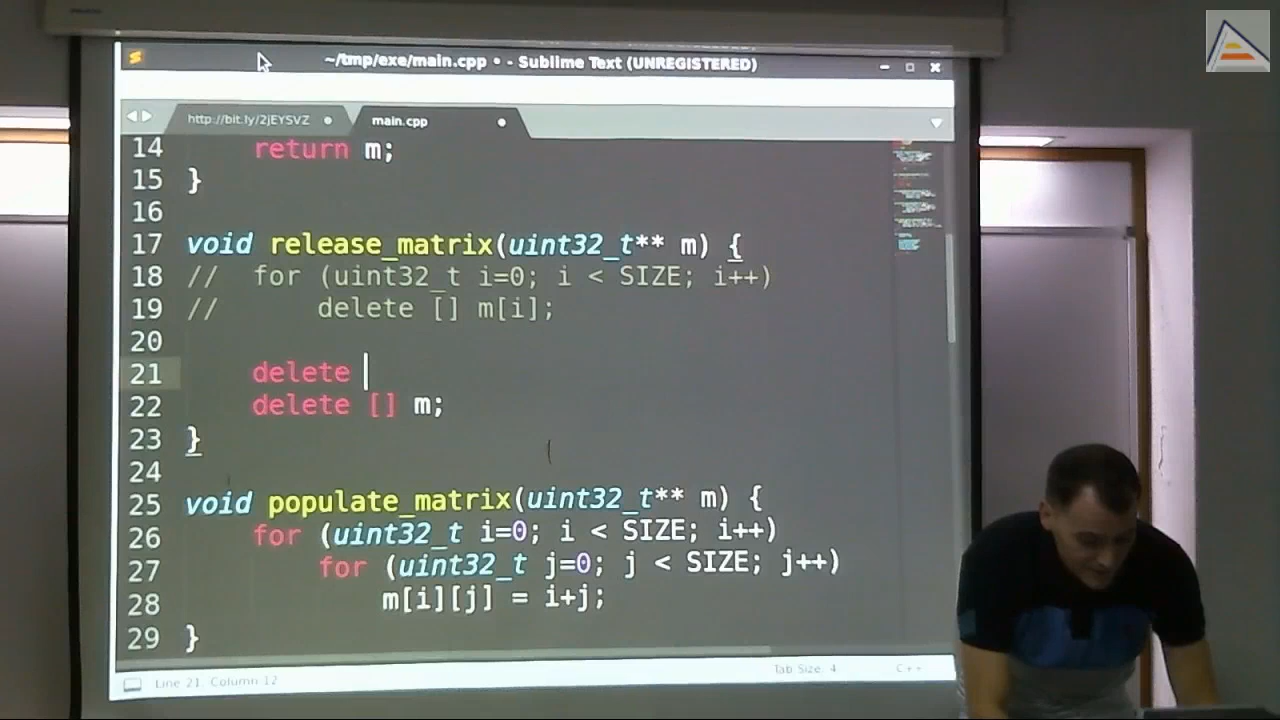 ~/tmp/exe/main.cpp • - Sublime Text (UNREGISTERED)
http://bit.ly/2jEYSVZ
main.cpp
14 return m;
15 }
16
17 void release_matrix(uint32_t** m) {
18 // for (uint32_t i=0; i < SIZE; i++)
19 // delete [] m[i];
20
21 delete
22 delete [] m;
23 }
24
25 void populate_matrix(uint32_t** m) {
26 for (uint32_t i=0; i < SIZE; i++)
27 for (uint32_t j=0; j < SIZE; j++)
28 m[i][j] = i+j;
29 }
Line 21, Column 12
Tab Size: 4
C++